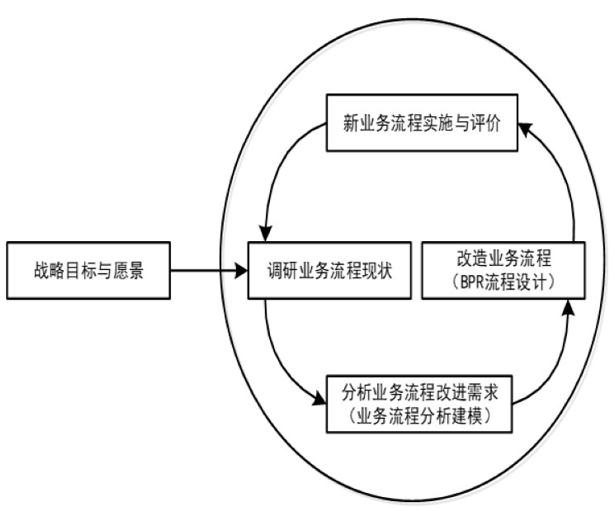 新业务流程实施与评价
战略目标与愿景
调研业务流程现状
改造业务流程
（BPR流程设计）
分析业务流程改进需求
（业务流程分析建模）